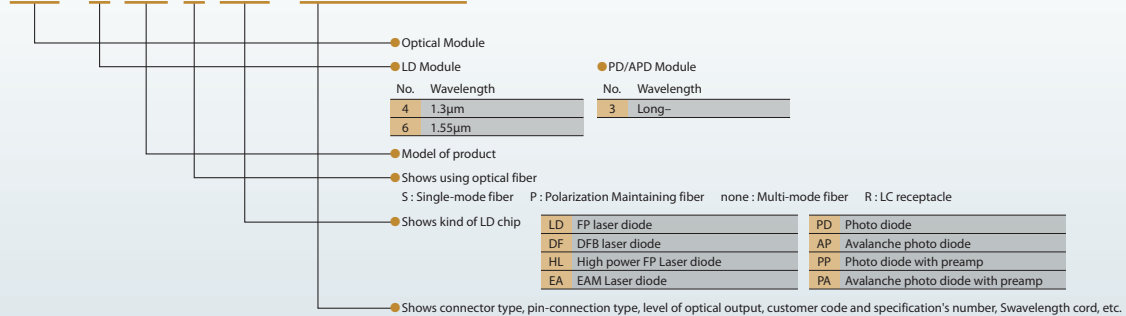 Optical Module
LD Module
PD/APD Module
No. Wavelength
No. Wavelength
4 1.3µm
3 Long–
6 1.55µm
Model of product
Shows using optical fiber
S : Single-mode fiber P : Polarization Maintaining fiber none : Multi-mode fiber R : LC receptacle
Shows kind of LD chip
LD FP laser diode
DF DFB laser diode
HL High power FP Laser diode
EA EAM Laser diode
PD Photo diode
AP Avalanche photo diode
PP Photo diode with preamp
PA Avalanche photo diode with preamp
Shows connector type, pin-connection type, level of optical output, customer code and specification's number, Swavelength cord, etc.